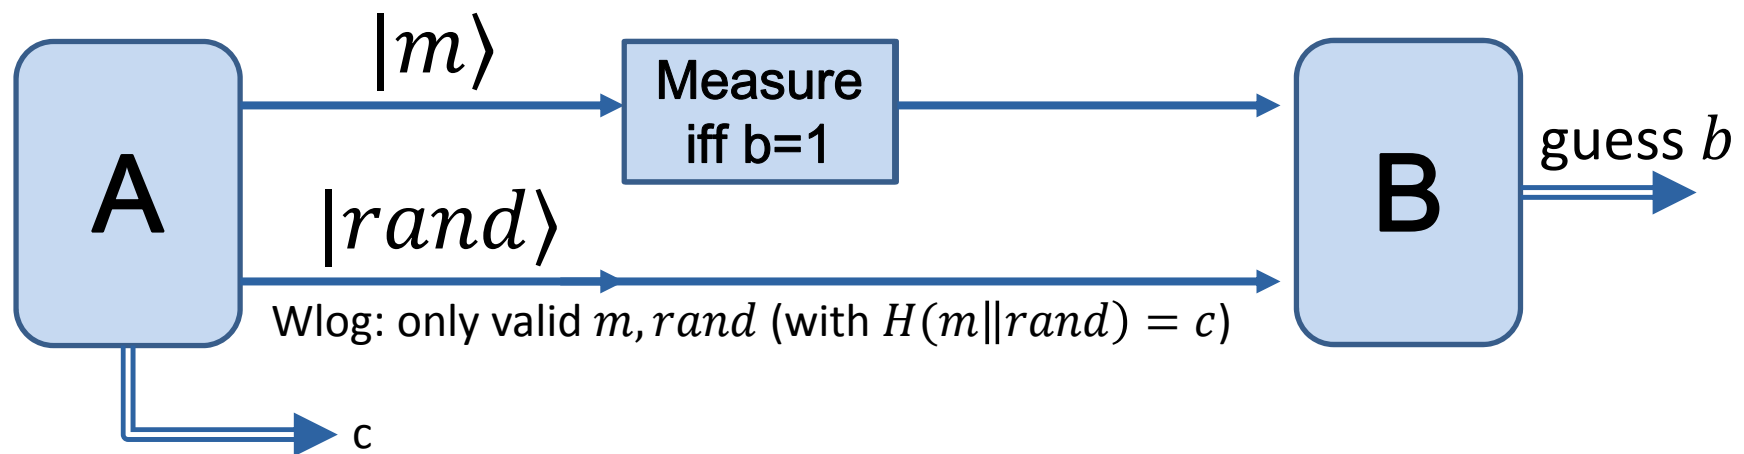 |m⟩
Measure
iff b=1
A
|rand⟩
B
guess b
Wlog: only valid m, rand (with H(m||rand) = c)
c